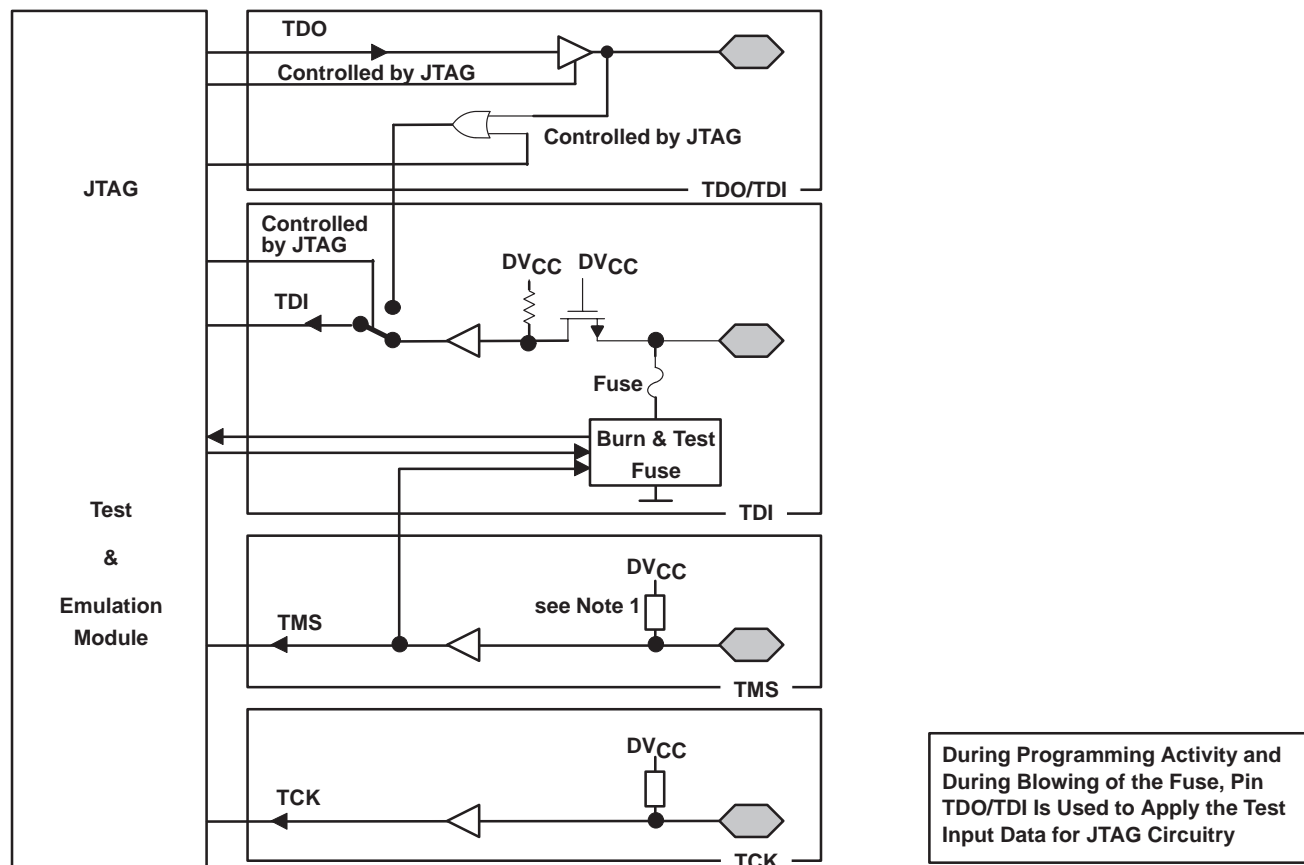 TDO
Controlled by JTAG
Controlled by JTAG
TDO/TDI
JTAG
Controlled
by JTAG
DVCC
DVCC
TDI
Fuse
Burn & Test
Fuse
TDI
Test
&
Emulation
Module
DVCC
see Note 1
TMS
TMS
DVCC
TCK
TCK
During Programming Activity and
During Blowing of the Fuse, Pin
TDO/TDI Is Used to Apply the Test
Input Data for JTAG Circuitry